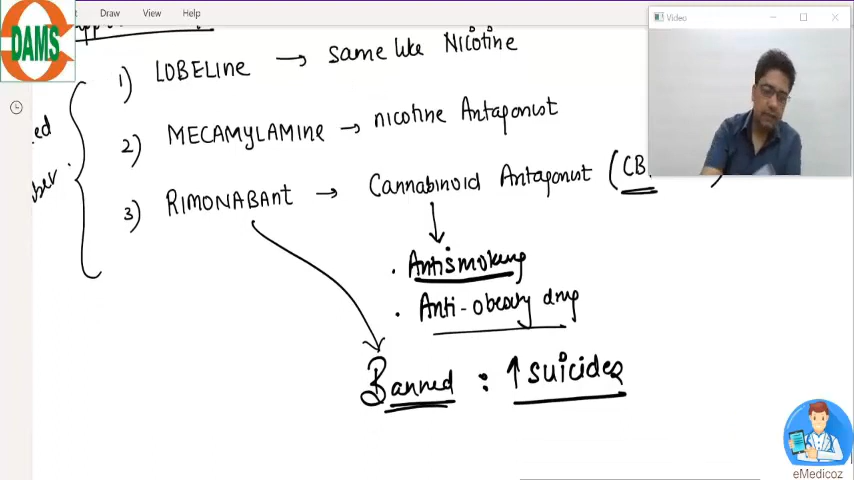 DAMS
Home
Draw
View
Help
Video
1) LOBELINE → same like Nicotine
2) MECAMYLAMINE → nicotine Antagonist
3) RIMONABANT → Cannabinoid Antagonist (CB
. Antismoking
. Anti-obesity drug
Banned : ↑ suicides
eMedicoz